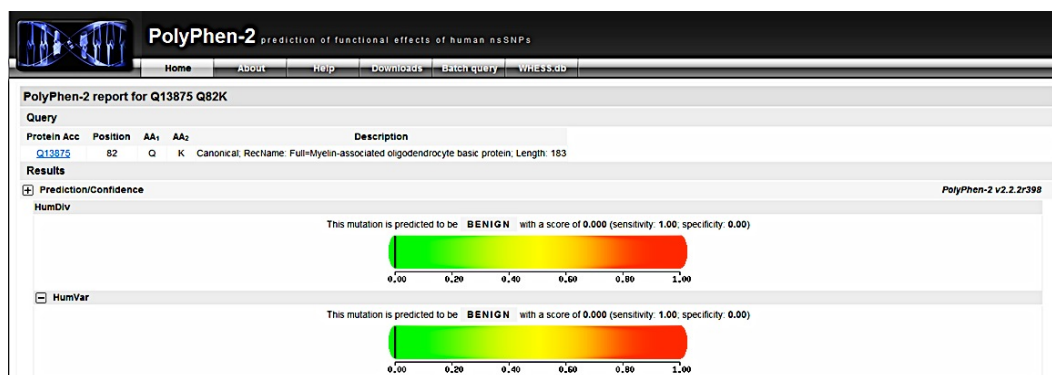 PolyPhen-2 prediction of functional effects of human nsSNPs
Home About Help Downloads Batch query WHESS.db
PolyPhen-2 report for Q13875 Q82K
Query
Protein Acc Position AA₁ AA₂ Description
Q13875 82 Q K Canonical; RecName: Full=Myelin-associated oligodendrocyte basic protein; Length: 183
Results
+ Prediction/Confidence PolyPhen-2 v2.2.2r398
HumDiv
This mutation is predicted to be BENIGN with a score of 0.000 (sensitivity: 1.00; specificity: 0.00)
0.00 0.20 0.40 0.60 0.80 1.00
- HumVar
This mutation is predicted to be BENIGN with a score of 0.000 (sensitivity: 1.00; specificity: 0.00)
0.00 0.20 0.40 0.60 0.80 1.00